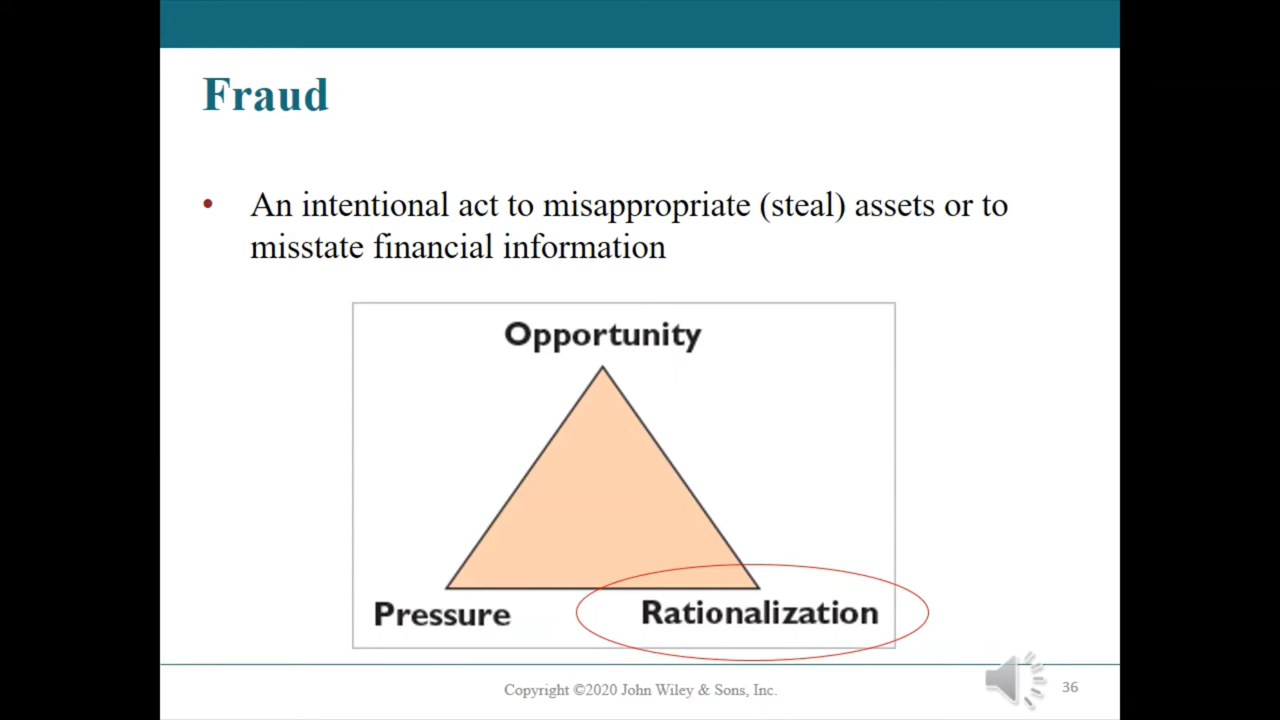 Fraud
• An intentional act to misappropriate (steal) assets or to
misstate financial information
Opportunity
Pressure
Rationalization
Copyright ©2020 John Wiley & Sons, Inc.
36